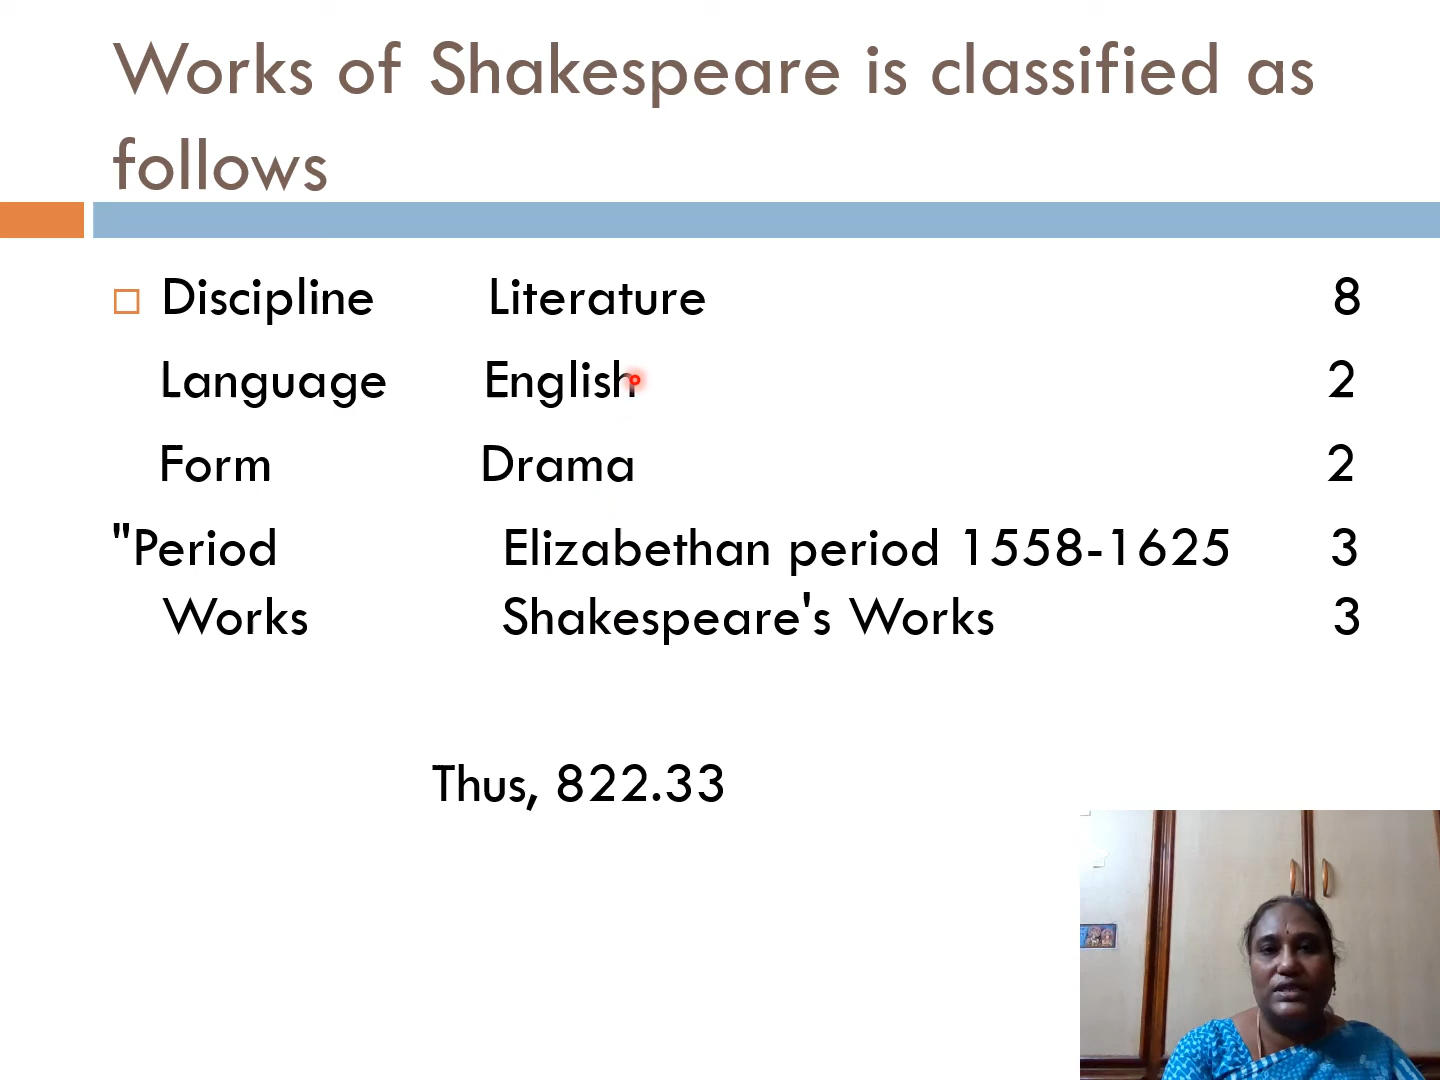 Works of Shakespeare is classified as
follows
Discipline Literature 8
Language English 2
Form Drama 2
"Period Elizabethan period 1558-1625 3
Works Shakespeare's Works 3
Thus, 822.33